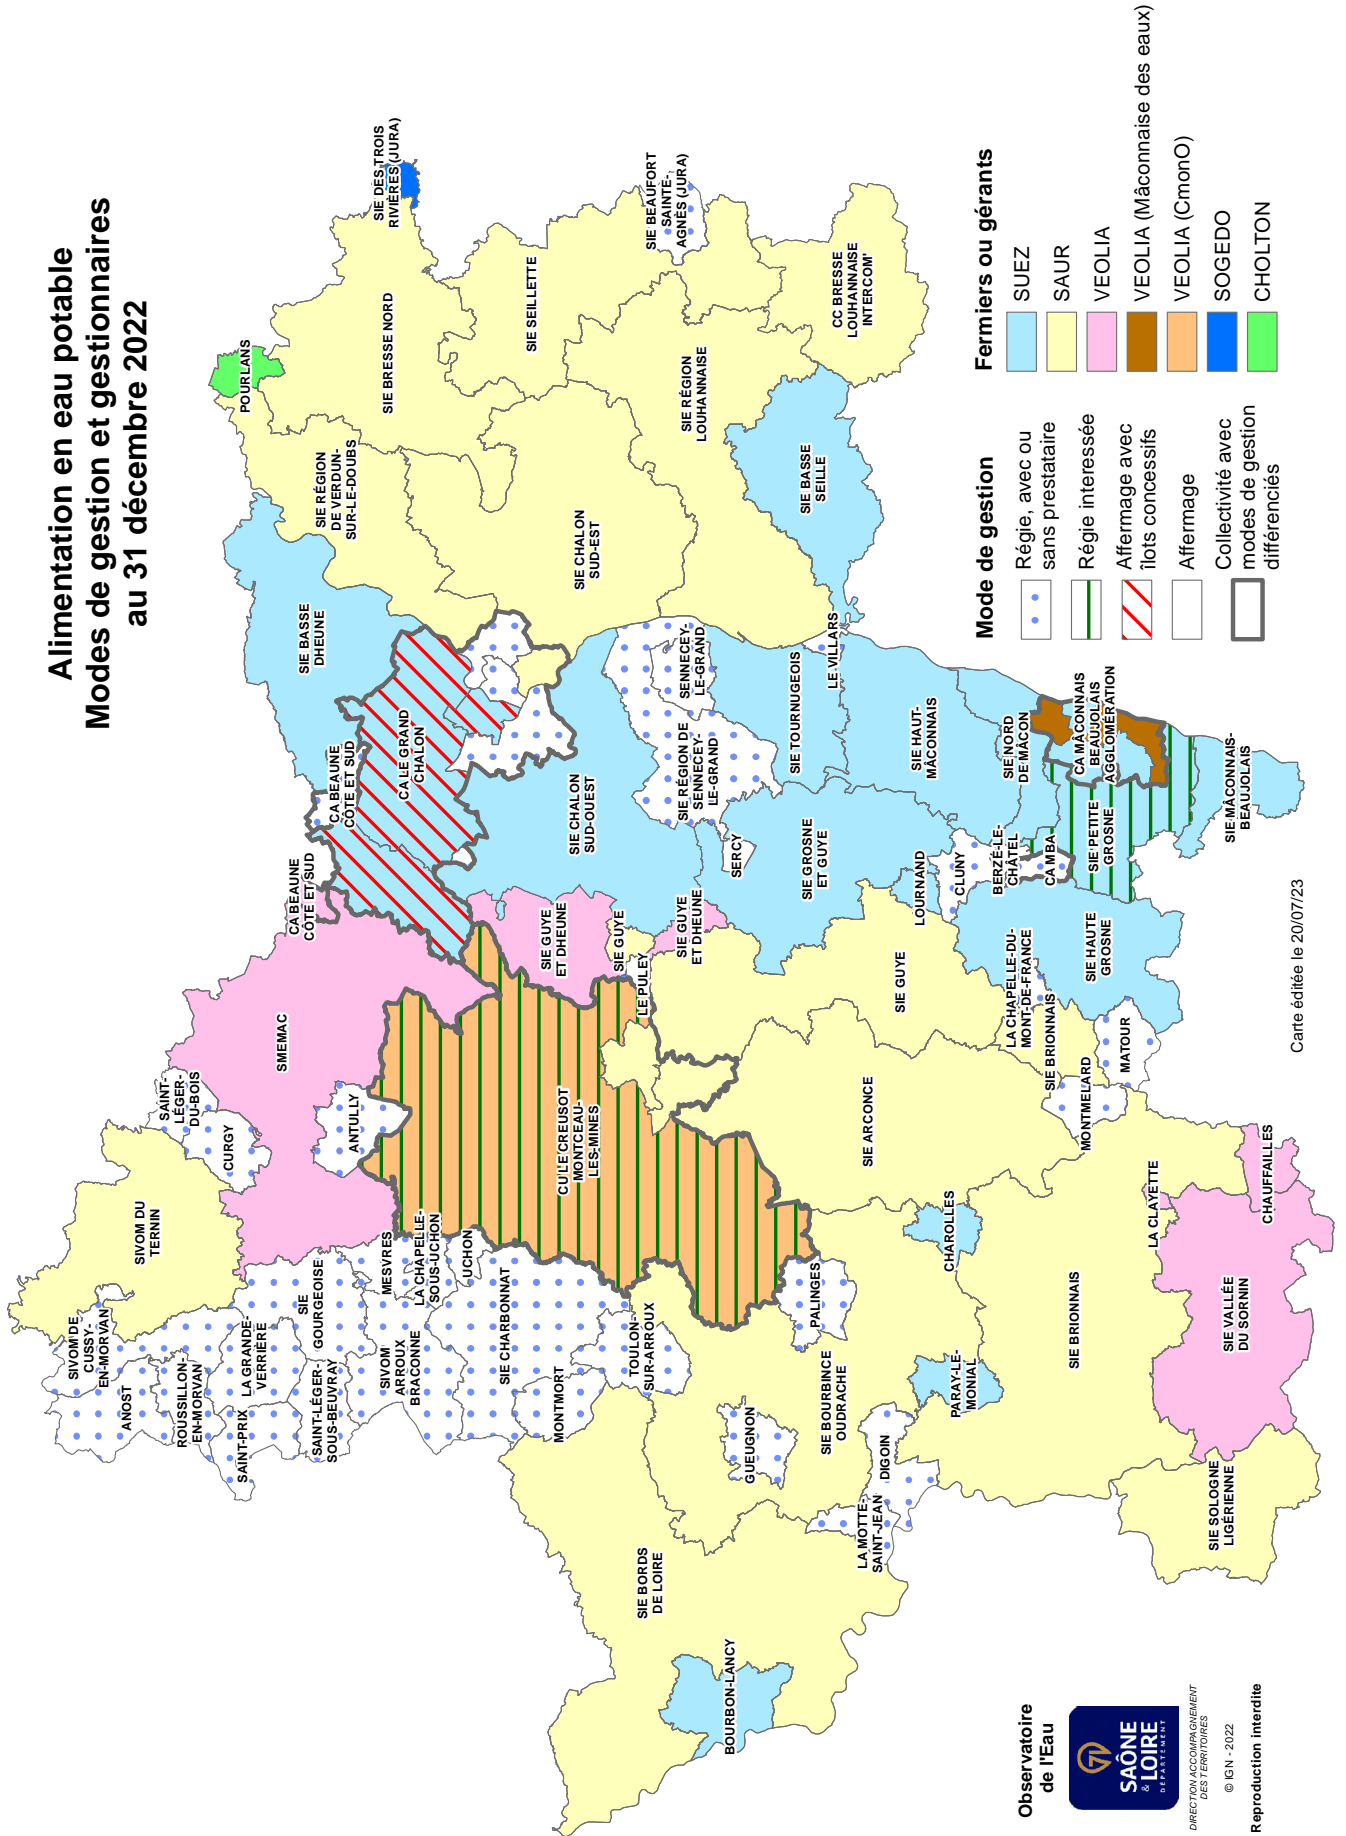 Alimentation en eau potable
Modes de gestion et gestionnaires
au 31 décembre 2022
SIVOM DE
CUSSY-
EN-MORVAN
ANOST
ROUSSILLON-
EN-MORVAN
LA GRANDE-
VERRIÈRE
SAINT-PRIX
SIE
GOURGEOISE
SAINT-LÉGER-
SOUS-BEUVRAY
SIVOM
ARROUX
BRACONNE
MESVRES
LA CHAPELLE-
SOUS-UCHON
UCHON
SIE CHARBONNAT
MONTMORT
TOULON-
SUR-ARROUX
SIVOM DU
TERNIN
SAINT-
LÉGER-
DU-BOIS
CURGY
ANTULLY
SMEMAC
CA BEAUNE
CÔTE ET SUD
CA BEAUNE
CÔTE ET SUD
SIE BASSE
DHEUNE
CA LE GRAND
CHALON
SIE RÉGION
DE VERDUN-
SUR-LE-DOUBS
POURLANS
SIE BRESSE NORD
SIE DES TROIS
RIVIÈRES (JURA)
SIE SEILLETTE
SIE BEAUFORT
SAINTE-
AGNÈS (JURA)
SIE CHALON
SUD-EST
SIE RÉGION
LOUHANNAISE
CC BRESSE
LOUHANNAISE
INTERCOM'
SIE BASSE
SEILLE
CU LE CREUSOT
MONTCEAU-
LES-MINES
SIE GUYE
ET DHEUNE
SIE GUYE
LE PULEY
SIE GUYE
ET DHEUNE
SIE CHALON
SUD-OUEST
SIE RÉGION DE
SENNECEY-
LE-GRAND
SENNECEY-
LE-GRAND
SERCY
SIE TOURNUGEOIS
LE VILLARS
SIE GROSNE
ET GUYE
LOURNAND
CLUNY
SIE HAUT-
MÂCONNAIS
SIE NORD
DE MÂCON
BERZÉ-LE-
CHÂTEL
CA MBA
CA MÂCONNAIS
BEAUJOLAIS
AGGLOMÉRATION
SIE PETITE
GROSNE
SIE MÂCONNAIS-
BEAUJOLAIS
SIE GUYE
SIE HAUTE
GROSNE
LA CHAPELLE-DU-
MONT-DE-FRANCE
SIE BRIONNAIS
MATOUR
MONTMELARD
SIE ARCONCE
CHAROLLES
PALINGES
SIE BOURBINCE
OUDRACHE
PARAY-LE-
MONIAL
GUEUGNON
DIGOIN
LA MOTTE-
SAINT-JEAN
SIE BORDS
DE LOIRE
BOURBON-LANCY
SIE BRIONNAIS
LA CLAYETTE
CHAUFFAILLES
SIE VALLÉE
DU SORNIN
SIE SOLOGNE
LIGÉRIENNE
Mode de gestion
Régie, avec ou
sans prestataire
Régie interessée
Affermage avec
îlots concessifs
Affermage
Collectivité avec
modes de gestion
différenciés
Fermiers ou gérants
SUEZ
SAUR
VEOLIA
VEOLIA (Mâconnaise des eaux)
VEOLIA (CmonO)
SOGEDO
CHOLTON
Observatoire
de l'Eau
71
SAÔNE
& LOIRE
DÉPARTEMENT
DIRECTION ACCOMPAGNEMENT
DES TERRITOIRES
© IGN - 2022
Reproduction interdite
Carte éditée le 20/07/23